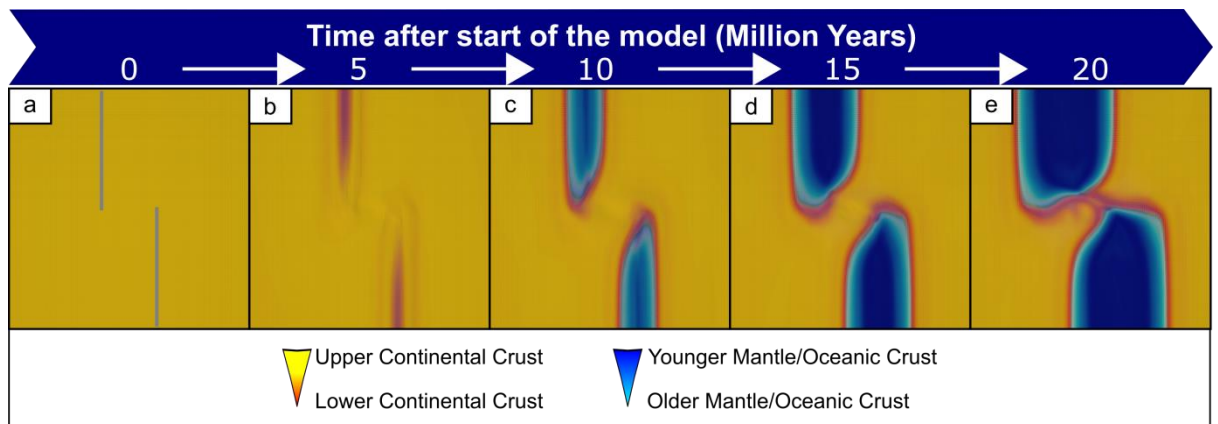 Time after start of the model (Million Years)
0 5 10 15 20
a b c d e
Upper Continental Crust Younger Mantle/Oceanic Crust
Lower Continental Crust Older Mantle/Oceanic Crust